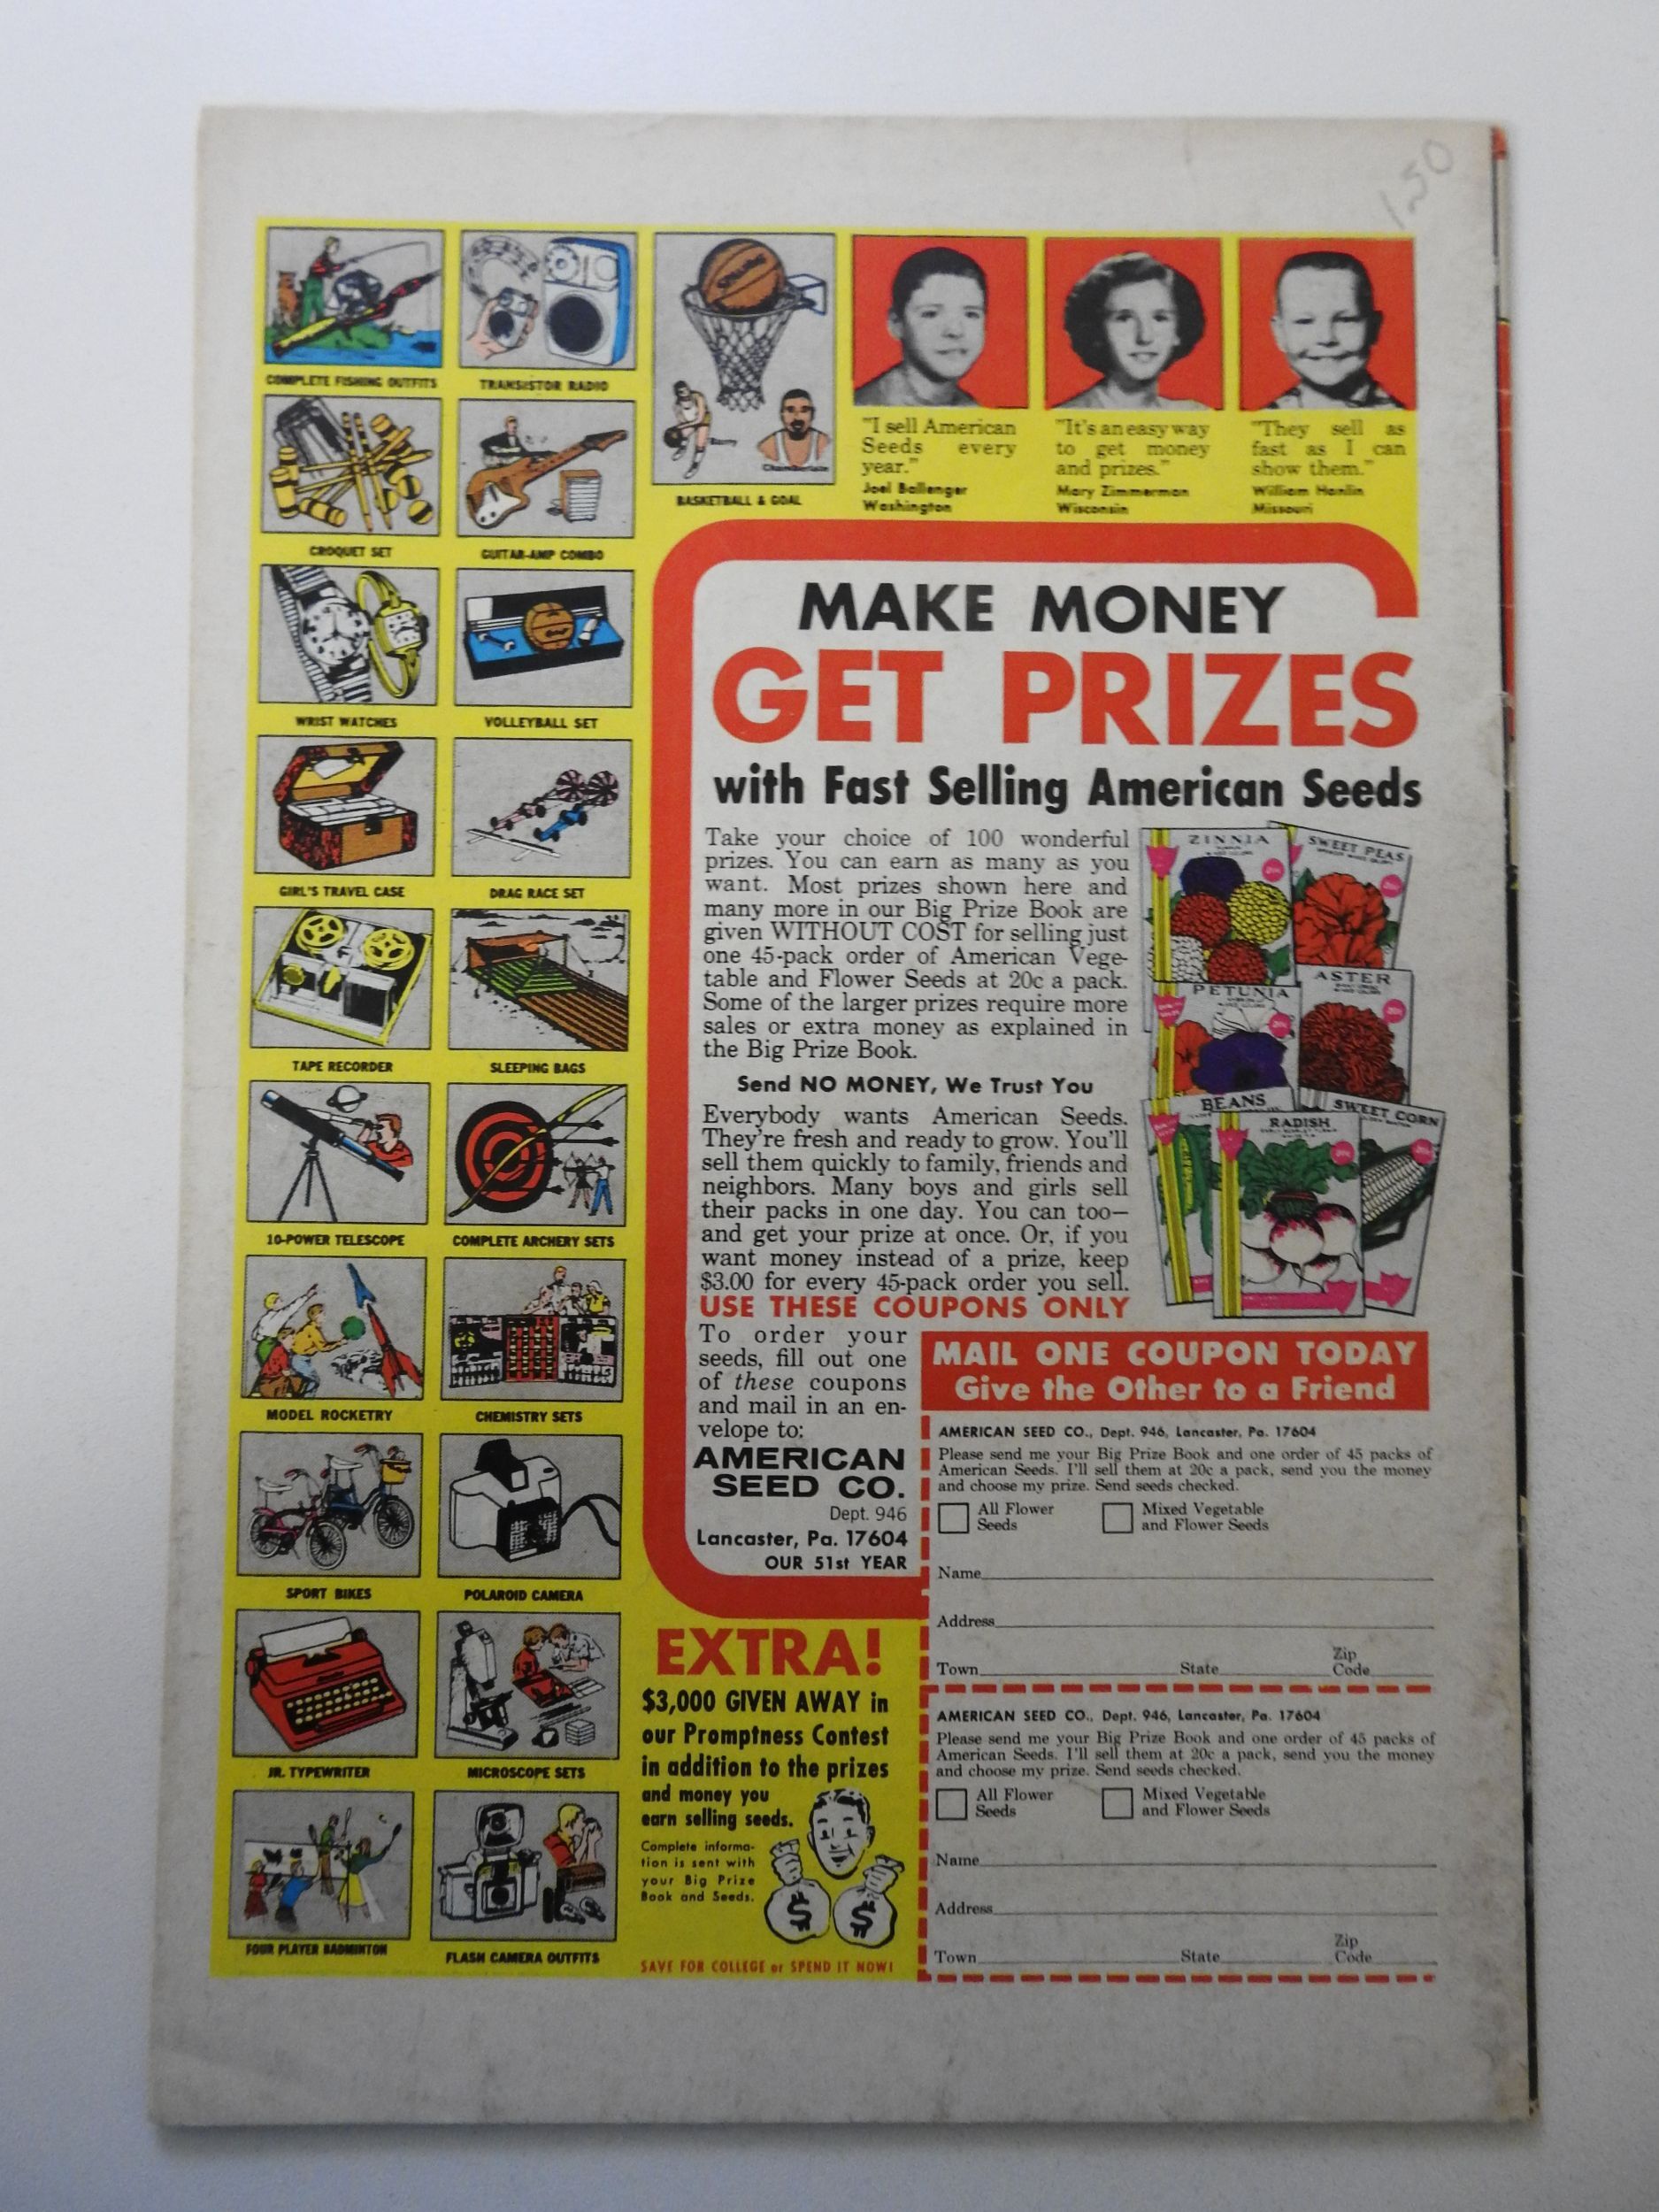 150
COMPLETE FISHING OUTFITS
TRANSISTOR RADIO
Barry
Chamberlain
BASKETBALL & GOAL
"I sell American
Seeds every
year."
Joel Ballenger
Washington
"It's an easy way
to get money
and prizes."
Mary Zimmerman
Wisconsin
"They sell as
fast as I can
show them."
William Hanlin
Missouri
CROQUET SET
GUITAR-AMP COMBO
WRIST WATCHES
VOLLEYBALL SET
GIRL'S TRAVEL CASE
DRAG RACE SET
TAPE RECORDER
SLEEPING BAGS
10-POWER TELESCOPE
COMPLETE ARCHERY SETS
MODEL ROCKETRY
CHEMISTRY SETS
SPORT BIKES
POLAROID CAMERA
JR. TYPEWRITER
MICROSCOPE SETS
FOUR PLAYER BADMINTON
FLASH CAMERA OUTFITS
MAKE MONEY
GET PRIZES
with Fast Selling American Seeds
Take your choice of 100 wonderful
prizes. You can earn as many as you
want. Most prizes shown here and
many more in our Big Prize Book are
given WITHOUT COST for selling just
one 45-pack order of American Vege-
table and Flower Seeds at 20c a pack.
Some of the larger prizes require more
sales or extra money as explained in
the Big Prize Book.
Send NO MONEY, We Trust You
Everybody wants American Seeds.
They're fresh and ready to grow. You'll
sell them quickly to family, friends and
neighbors. Many boys and girls sell
their packs in one day. You can too—
and get your prize at once. Or, if you
want money instead of a prize, keep
$3.00 for every 45-pack order you sell.
USE THESE COUPONS ONLY
ZINNIA
SWEET PEAS
PETUNIA
ASTER
BEANS
RADISH
SWEET CORN
To order your
seeds, fill out one
of these coupons
and mail in an en-
velope to:
AMERICAN
SEED CO.
Dept. 946
Lancaster, Pa. 17604
OUR 51st YEAR
MAIL ONE COUPON TODAY
Give the Other to a Friend
AMERICAN SEED CO., Dept. 946, Lancaster, Pa. 17604
Please send me your Big Prize Book and one order of 45 packs of
American Seeds. I'll sell them at 20c a pack, send you the money
and choose my prize. Send seeds checked.
All Flower Seeds
Mixed Vegetable and Flower Seeds
Name
Address
Town State Zip Code
AMERICAN SEED CO., Dept. 946, Lancaster, Pa. 17604
Please send me your Big Prize Book and one order of 45 packs of
American Seeds. I'll sell them at 20c a pack, send you the money
and choose my prize. Send seeds checked.
All Flower Seeds
Mixed Vegetable and Flower Seeds
Name
Address
Town State Zip Code
EXTRA!
$3,000 GIVEN AWAY in
our Promptness Contest
in addition to the prizes
and money you
earn selling seeds.
Complete informa-
tion is sent with
your Big Prize
Book and Seeds.
$ $
SAVE FOR COLLEGE or SPEND IT NOW!